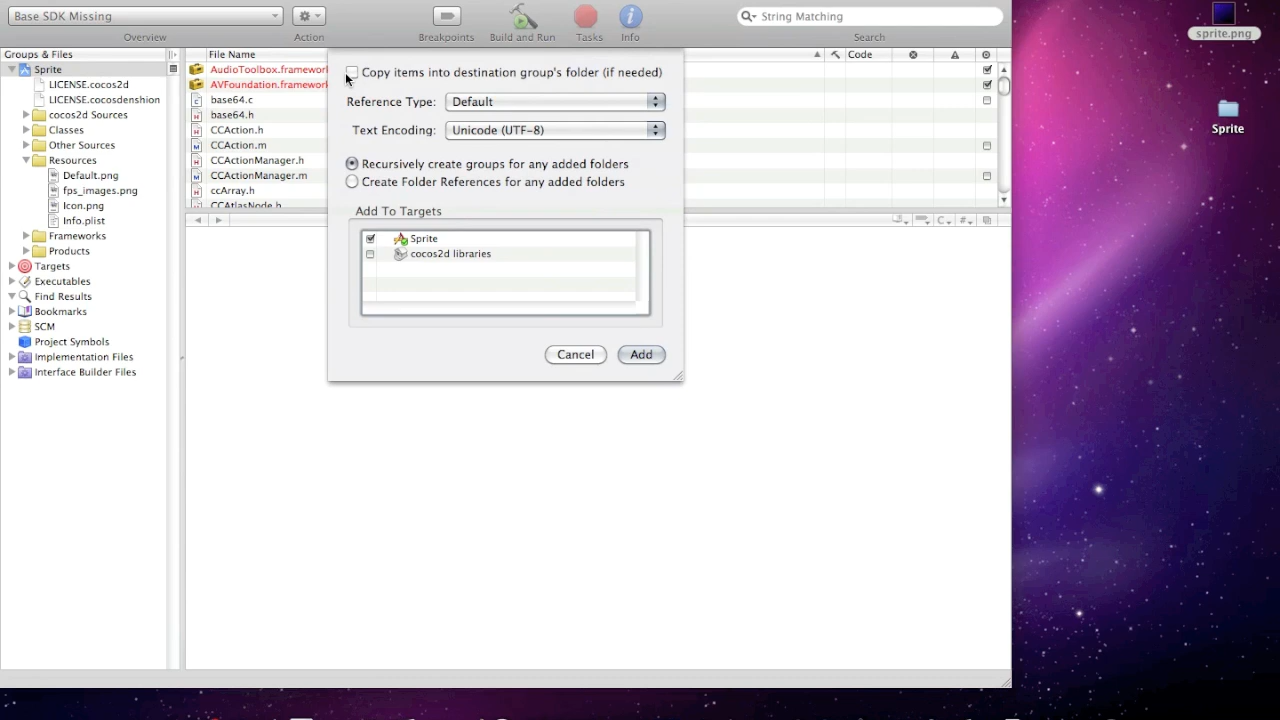 Base SDK Missing
String Matching
Overview
Action
Breakpoints
Build and Run
Tasks
Info
Search
sprite.png
Sprite
Groups & Files
File Name
Code
Sprite
LICENSE.cocos2d
LICENSE.cocosdenshion
cocos2d Sources
Classes
Other Sources
Resources
Default.png
fps_images.png
Icon.png
Info.plist
Frameworks
Products
Targets
Executables
Find Results
Bookmarks
SCM
Project Symbols
Implementation Files
Interface Builder Files
AudioToolbox.framework
AVFoundation.framework
base64.c
base64.h
CCAction.h
CCAction.m
CCActionManager.h
CCActionManager.m
ccArray.h
CCAtlasNode.h
C
#
Copy items into destination group's folder (if needed)
Reference Type: Default
Text Encoding: Unicode (UTF-8)
Recursively create groups for any added folders
Create Folder References for any added folders
Add To Targets
Sprite
cocos2d libraries
Cancel
Add